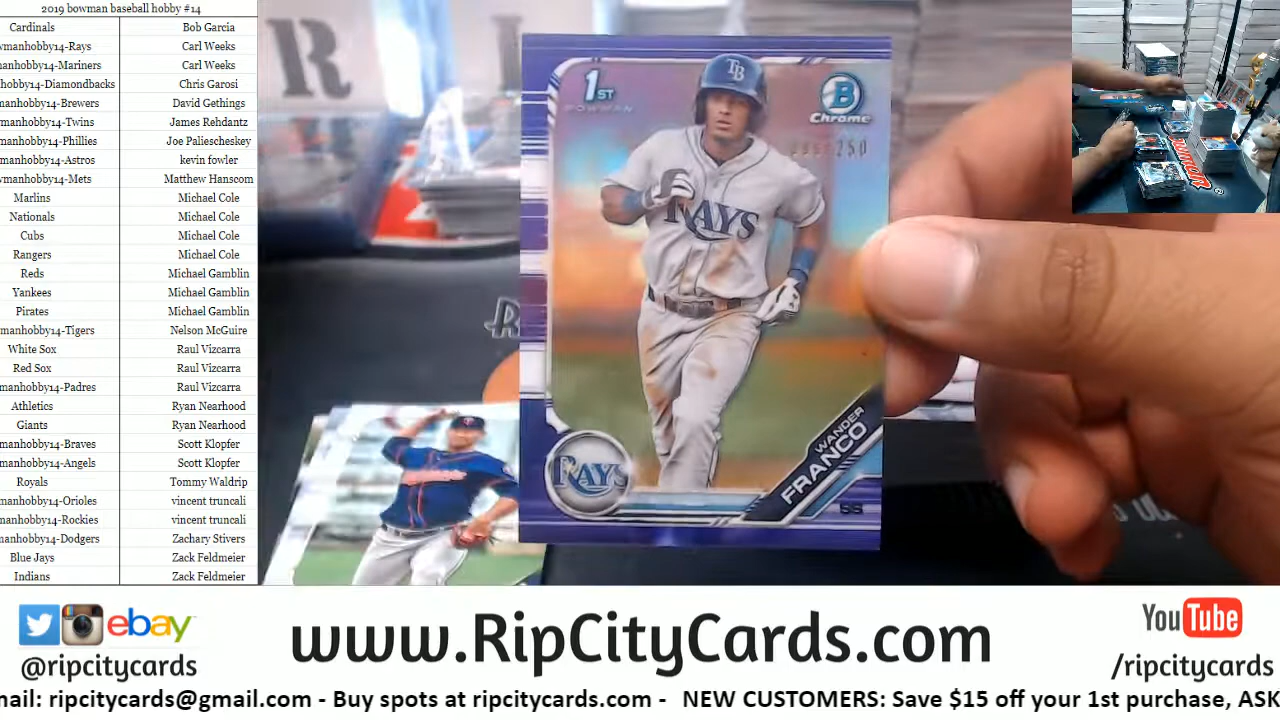 2019 bowman baseball hobby #14
Cardinals Bob Garcia
wmanhobby14-Rays Carl Weeks
manhobby14-Mariners Carl Weeks
hobby14-Diamondbacks Chris Garosi
manhobby14-Brewers David Gethings
manhobby14-Twins James Rehdantz
manhobby14-Phillies Joe Paliescheskey
manhobby14-Astros kevin fowler
wmanhobby14-Mets Matthew Hanscom
Marlins Michael Cole
Nationals Michael Cole
Cubs Michael Cole
Rangers Michael Cole
Reds Michael Gamblin
Yankees Michael Gamblin
Pirates Michael Gamblin
manhobby14-Tigers Nelson McGuire
White Sox Raul Vizcarra
Red Sox Raul Vizcarra
manhobby14-Padres Raul Vizcarra
Athletics Ryan Nearhood
Giants Ryan Nearhood
manhobby14-Braves Scott Klopfer
manhobby14-Angels Scott Klopfer
Royals Tommy Waldrip
manhobby14-Orioles vincent truncali
manhobby14-Rockies vincent truncali
manhobby14-Dodgers Zachary Stivers
Blue Jays Zack Feldmeier
Indians Zack Feldmeier
1ST
BOWMAN
TB
B
Chrome
250
RAYS
RAYS
WANDER
FRANCO
SS
R
BOWMAN
ebay
@ripcitycards
www.RipCityCards.com
YouTube
/ripcitycards
mail: ripcitycards@gmail.com - Buy spots at ripcitycards.com - NEW CUSTOMERS: Save $15 off your 1st purchase, ASK